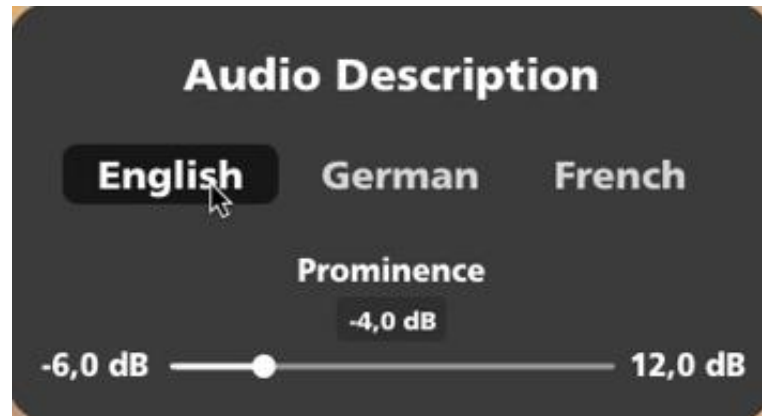 Audio Description
English German French
Prominence
-4,0 dB
-6,0 dB 12,0 dB